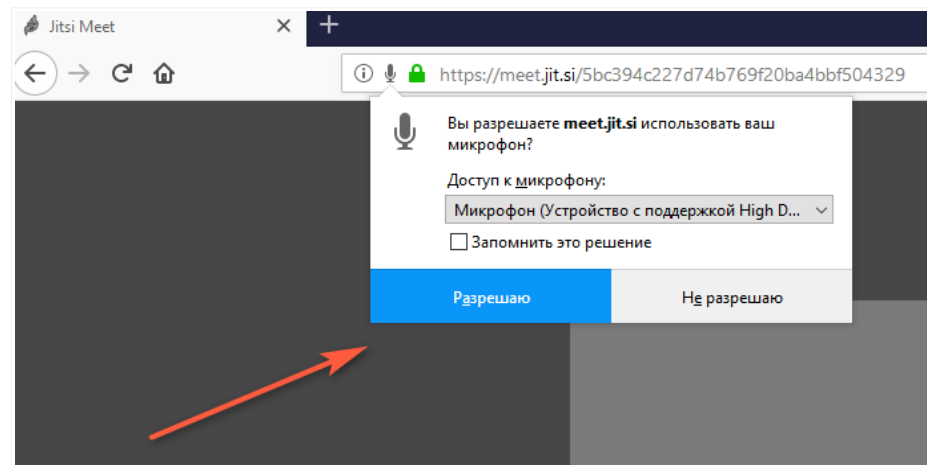 Jitsi Meet
https://meet.jit.si/5bc394c227d74b769f20ba4bbf504329
Вы разрешаете meet.jit.si использовать ваш
микрофон?
Доступ к микрофону:
Микрофон (Устройство с поддержкой High D...
Запомнить это решение
Разрешаю Не разрешаю